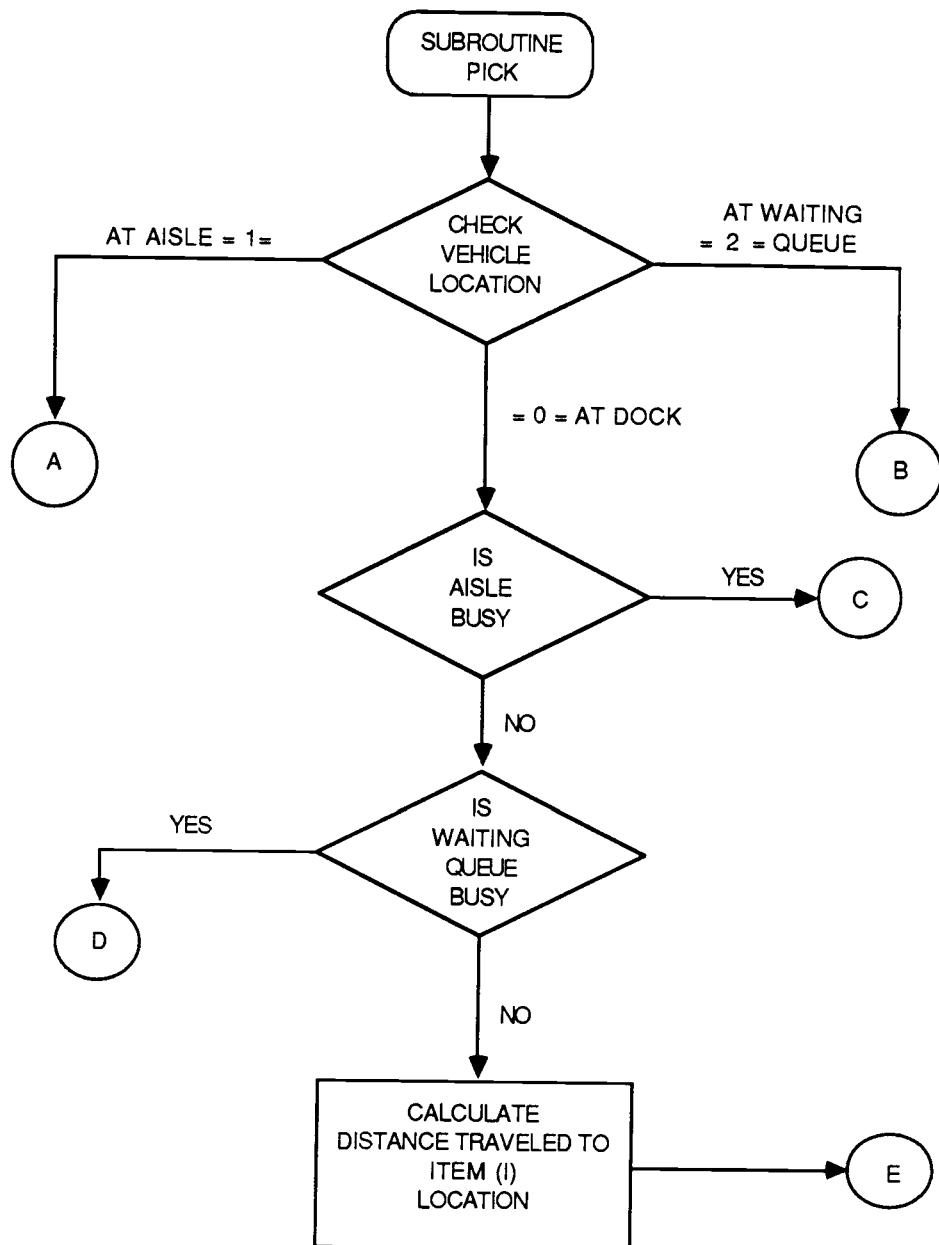 SUBROUTINE
PICK
CHECK
VEHICLE
LOCATION
AT AISLE = 1=
AT WAITING
= 2 = QUEUE
= 0 = AT DOCK
A
B
IS
AISLE
BUSY
YES
C
NO
IS
WAITING
QUEUE
BUSY
YES
D
NO
CALCULATE
DISTANCE TRAVELED TO
ITEM (I)
LOCATION
E